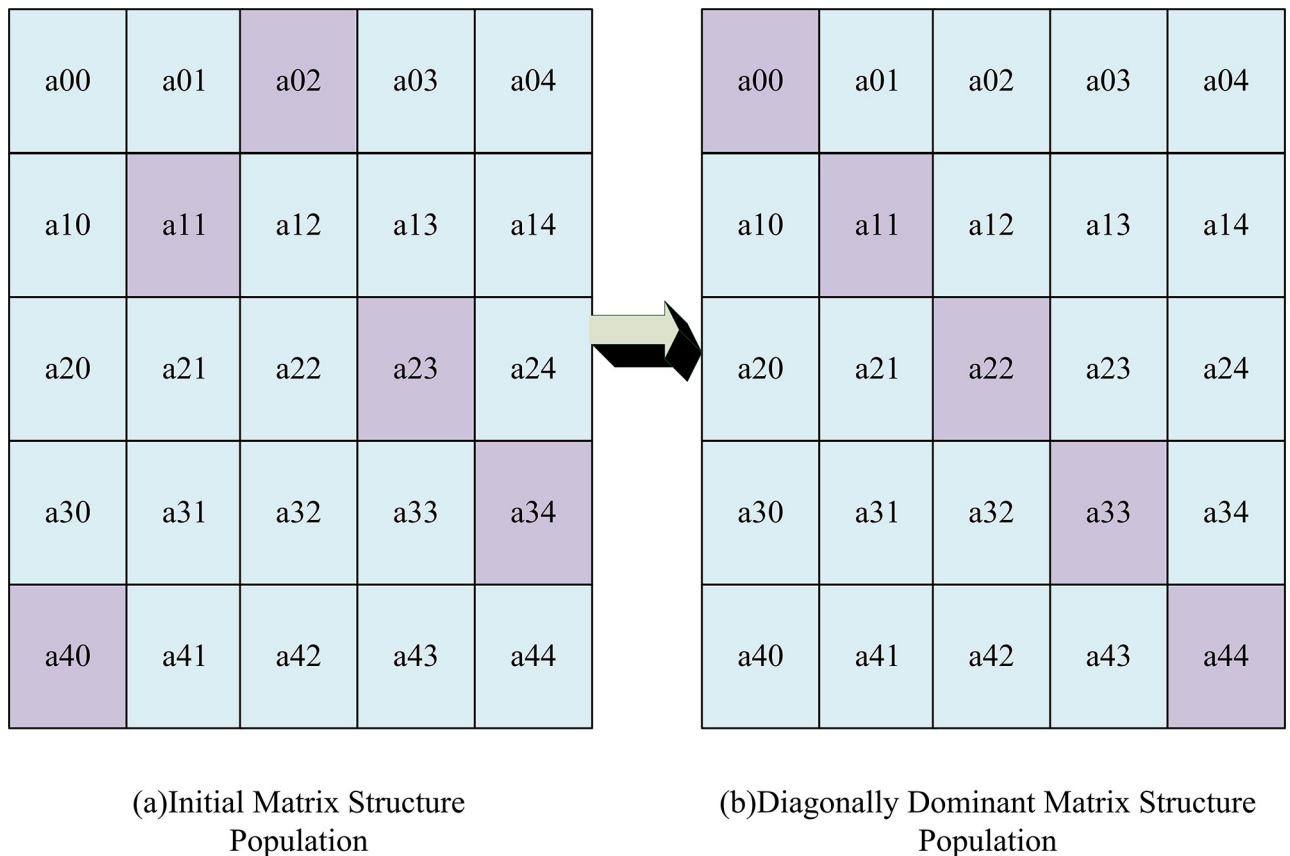 a00 a01 a02 a03 a04
a10 a11 a12 a13 a14
a20 a21 a22 a23 a24
a30 a31 a32 a33 a34
a40 a41 a42 a43 a44
(a)Initial Matrix Structure
Population
a00 a01 a02 a03 a04
a10 a11 a12 a13 a14
a20 a21 a22 a23 a24
a30 a31 a32 a33 a34
a40 a41 a42 a43 a44
(b)Diagonally Dominant Matrix Structure
Population